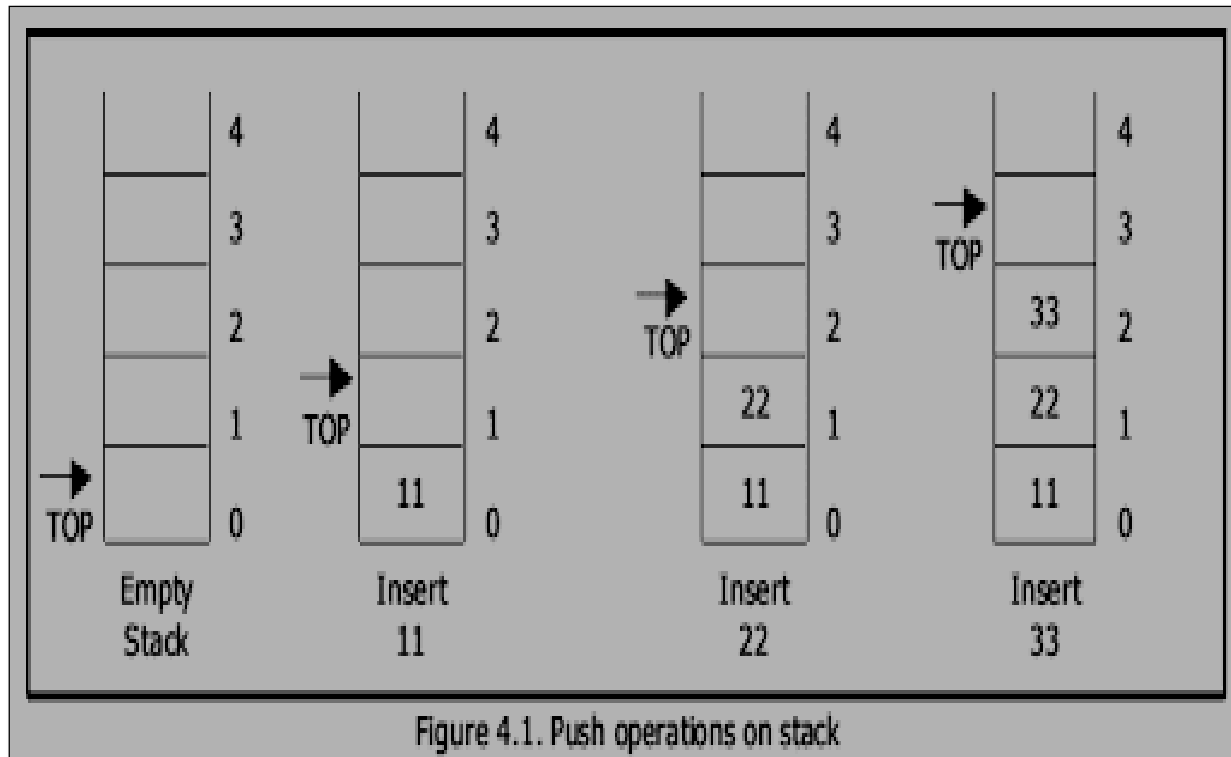 4 4 4 4
3 3 3 3
TOP
TOP 33
2 2 2 2
TOP 22 22
1 1 1 1
TOP 11 11 11
0 0 0 0
Empty Insert Insert Insert
Stack 11 22 33
Figure 4.1. Push operations on stack